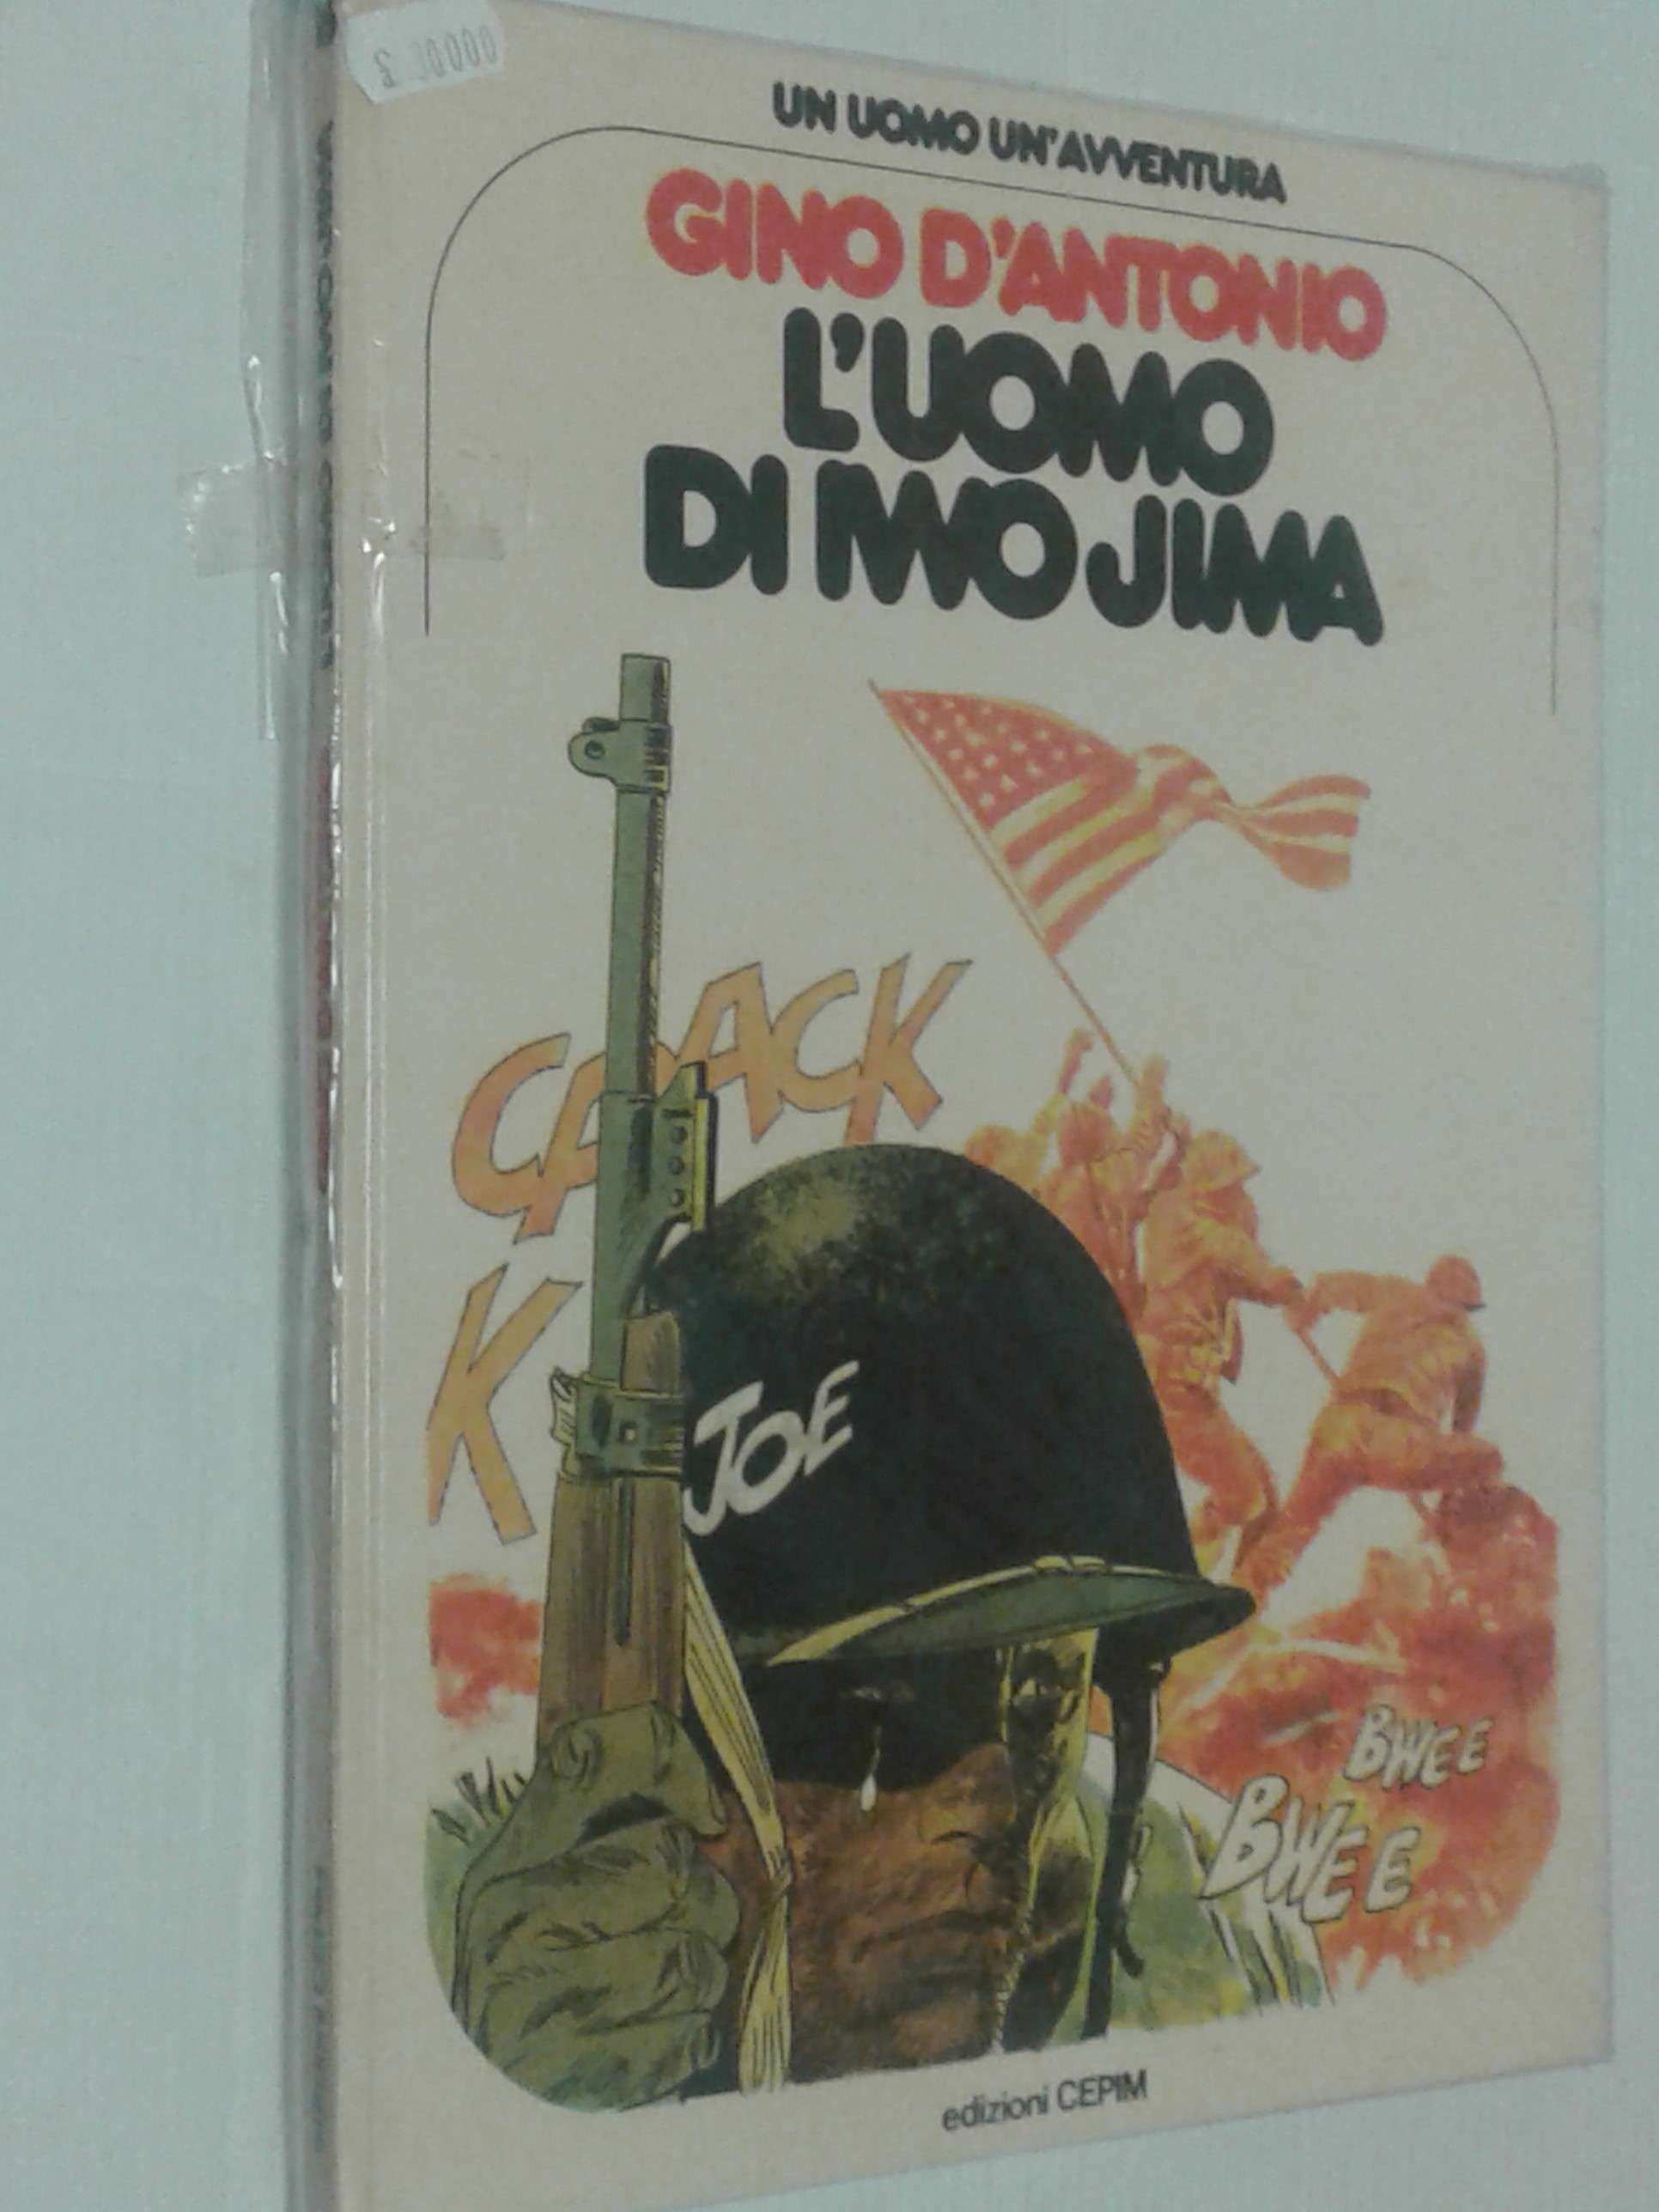 £ 10000
UN UOMO UN'AVVENTURA
GINO D'ANTONIO
L'UOMO
DI IWO JIMA
CRACK
K
JOE
BWEE
BWEE
edizioni CEPIM